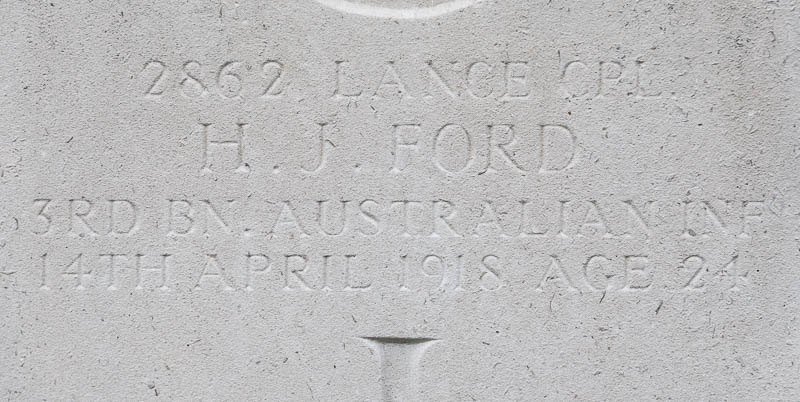 2862 LANCE CPL.
H. J. FORD
3RD BN. AUSTRALIAN INF.
14TH APRIL 1918 AGE 24